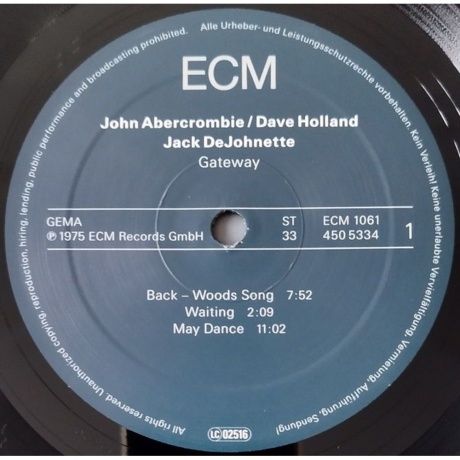 ECM
John Abercrombie / Dave Holland
Jack DeJohnette
Gateway
GEMA ST ECM 1061
℗ 1975 ECM Records GmbH 33 450 5334 1
Back – Woods Song 7:52
Waiting 2:09
May Dance 11:02
LC 02516
All rights reserved. Unauthorized copying, reproduction, hiring, lending, public performance and broadcasting prohibited.
Alle Urheber- und Leistungsschutzrechte vorbehalten. Kein Verleih! Keine unerlaubte Vervielfältigung, Vermietung, Aufführung, Sendung!